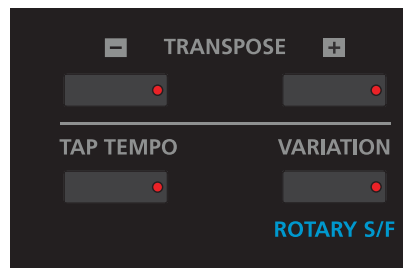 - TRANSPOSE +
TAP TEMPO VARIATION
ROTARY S/F